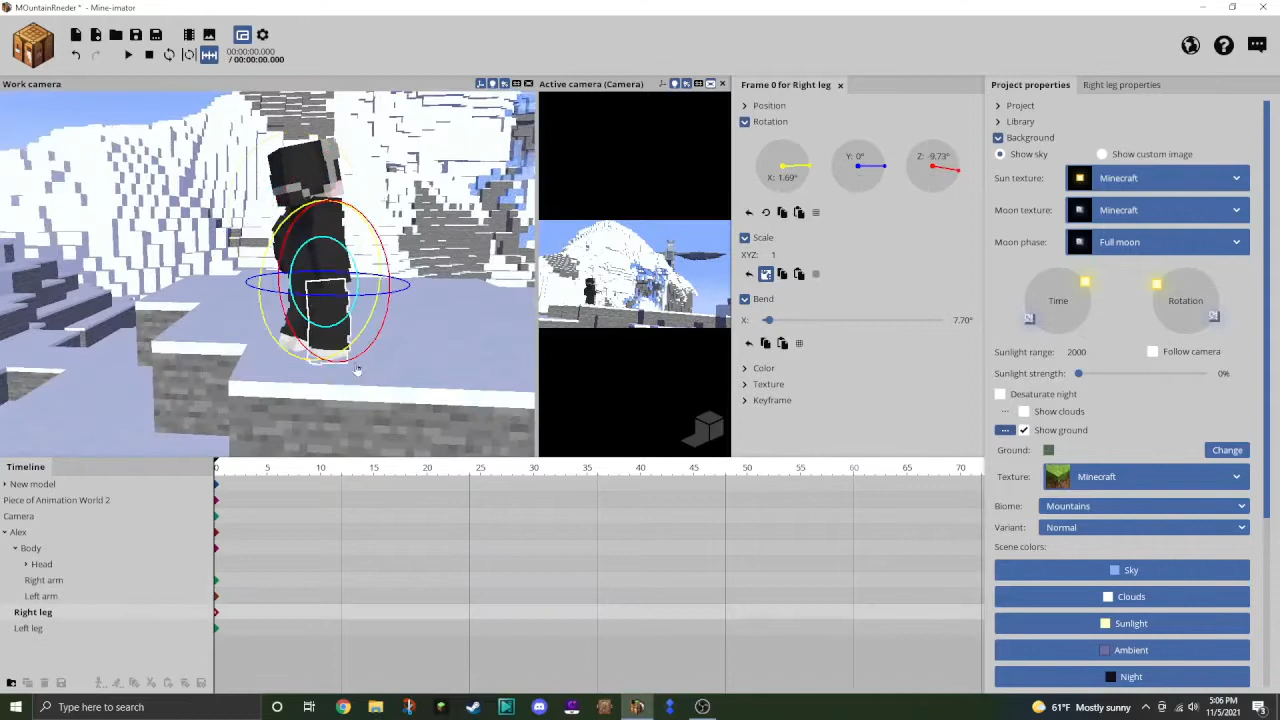 MOuntainRneder * - Mine-imator
00:00:00.000
/ 00:00:00.000
Work camera
Active camera (Camera)
Frame 0 for Right leg
Position
Rotation
X: 1.69°
Y: 0°
Z: -9.73°
Scale
XYZ: 1
Bend
X: 7.70°
Color
Texture
Keyframe
Project properties
Right leg properties
Project
Library
Background
Show sky
Show custom image
Sun texture: Minecraft
Moon texture: Minecraft
Moon phase: Full moon
Time
Rotation
Sunlight range: 2000
Follow camera
Sunlight strength: 0%
Desaturate night
Show clouds
Show ground
Ground: Change
Texture: Minecraft
Biome: Mountains
Variant: Normal
Scene colors:
Sky
Clouds
Sunlight
Ambient
Night
Timeline
0 5 10 15 20 25 30 35 40 45 50 55 60 65 70
New model
Piece of Animation World 2
Camera
Alex
Body
Head
Right arm
Left arm
Right leg
Left leg
Type here to search
61°F Mostly sunny
5:06 PM
11/5/2021